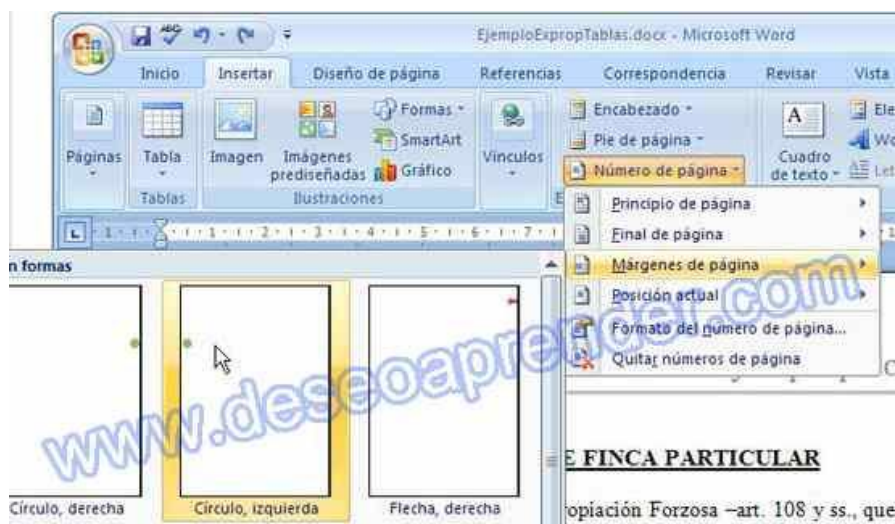 EjemploExpropTablas.docx - Microsoft Word
Inicio Insertar Diseño de página Referencias Correspondencia Revisar Vista
Páginas
Tabla
Tablas
Imagen
Imágenes prediseñadas
Formas
SmartArt
Gráfico
Ilustraciones
Vínculos
Encabezado
Pie de página
Número de página
A
Cuadro de texto
Principio de página
Final de página
Márgenes de página
Posición actual
Formato del número de página...
Quitar números de página
n formas
Círculo, derecha
Círculo, izquierda
Flecha, derecha
www.deseoaprender.com
E FINCA PARTICULAR
opiación Forzosa –art. 108 y ss., que